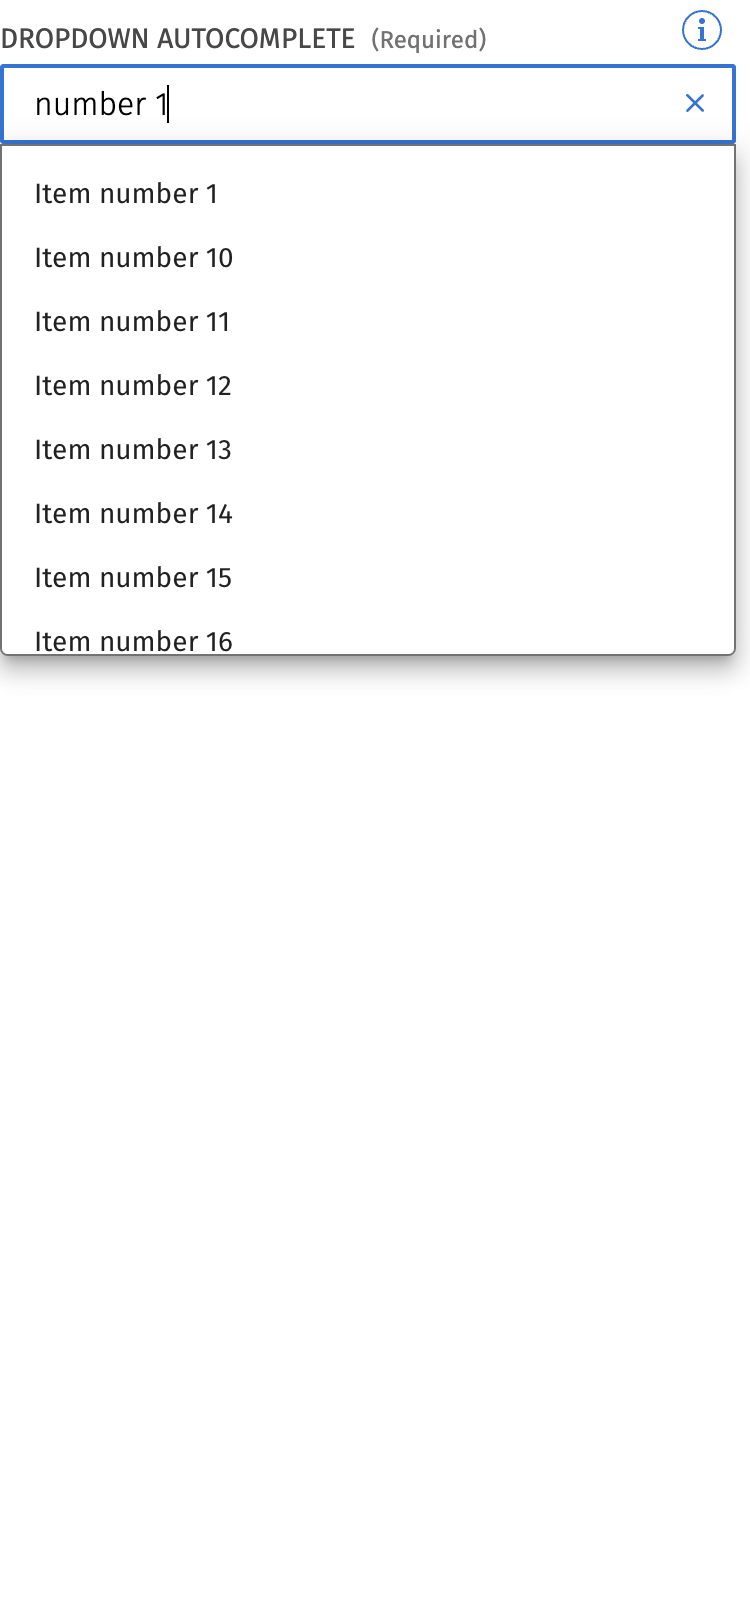 DROPDOWN AUTOCOMPLETE (Required)
number 1
Item number 1
Item number 10
Item number 11
Item number 12
Item number 13
Item number 14
Item number 15
Item number 16